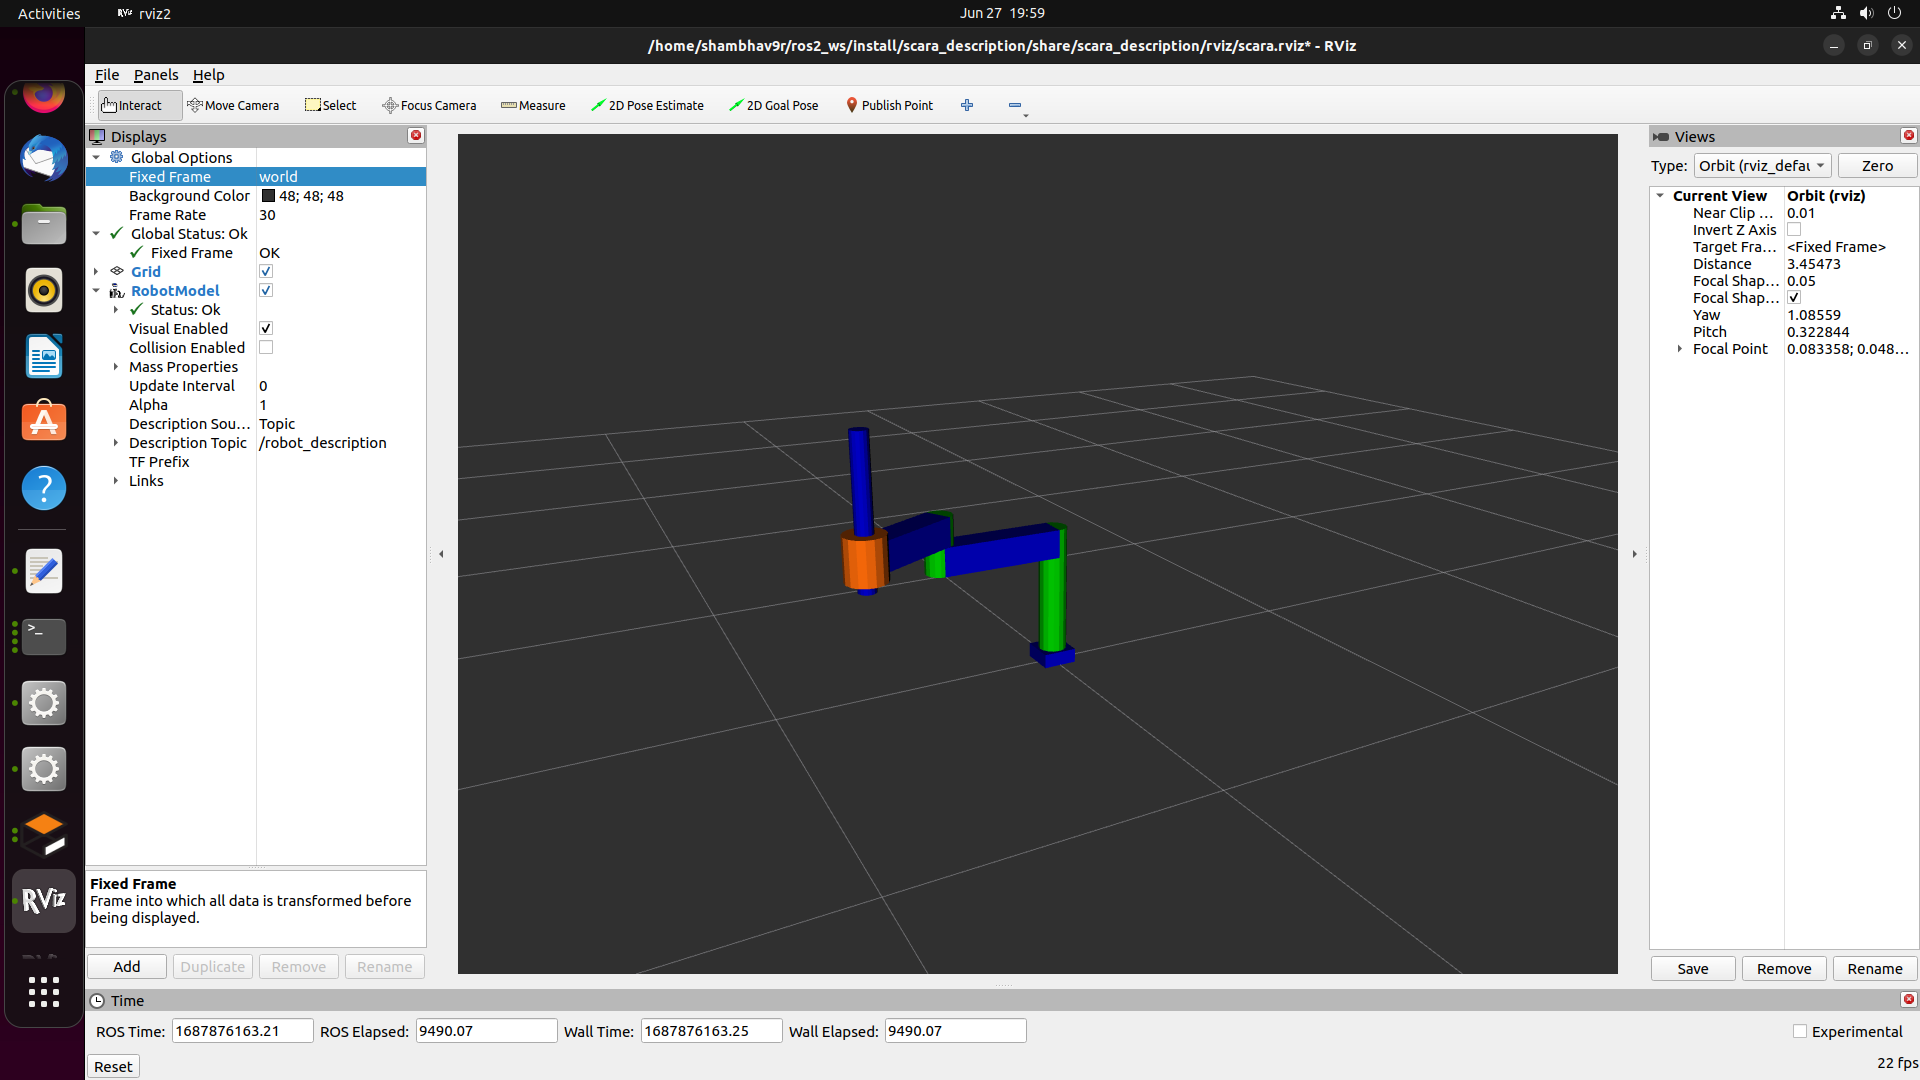 Activities
RViz rviz2
Jun 27 19:59
/home/shambhav9r/ros2_ws/install/scara_description/share/scara_description/rviz/scara.rviz* - RViz
File Panels Help
Interact Move Camera Select Focus Camera Measure 2D Pose Estimate 2D Goal Pose Publish Point
Displays
Global Options
Fixed Frame world
Background Color 48; 48; 48
Frame Rate 30
Global Status: Ok
Fixed Frame OK
Grid
RobotModel
Status: Ok
Visual Enabled
Collision Enabled
Mass Properties
Update Interval 0
Alpha 1
Description Sou... Topic
Description Topic /robot_description
TF Prefix
Links
Fixed Frame
Frame into which all data is transformed before
being displayed.
Add Duplicate Remove Rename
Views
Type: Orbit (rviz_defau Zero
Current View Orbit (rviz)
Near Clip ... 0.01
Invert Z Axis
Target Fra... <Fixed Frame>
Distance 3.45473
Focal Shap... 0.05
Focal Shap...
Yaw 1.08559
Pitch 0.322844
Focal Point 0.083358; 0.048...
Save Remove Rename
Time
ROS Time: 1687876163.21 ROS Elapsed: 9490.07 Wall Time: 1687876163.25 Wall Elapsed: 9490.07 Experimental
Reset
22 fps
>_
?
RViz